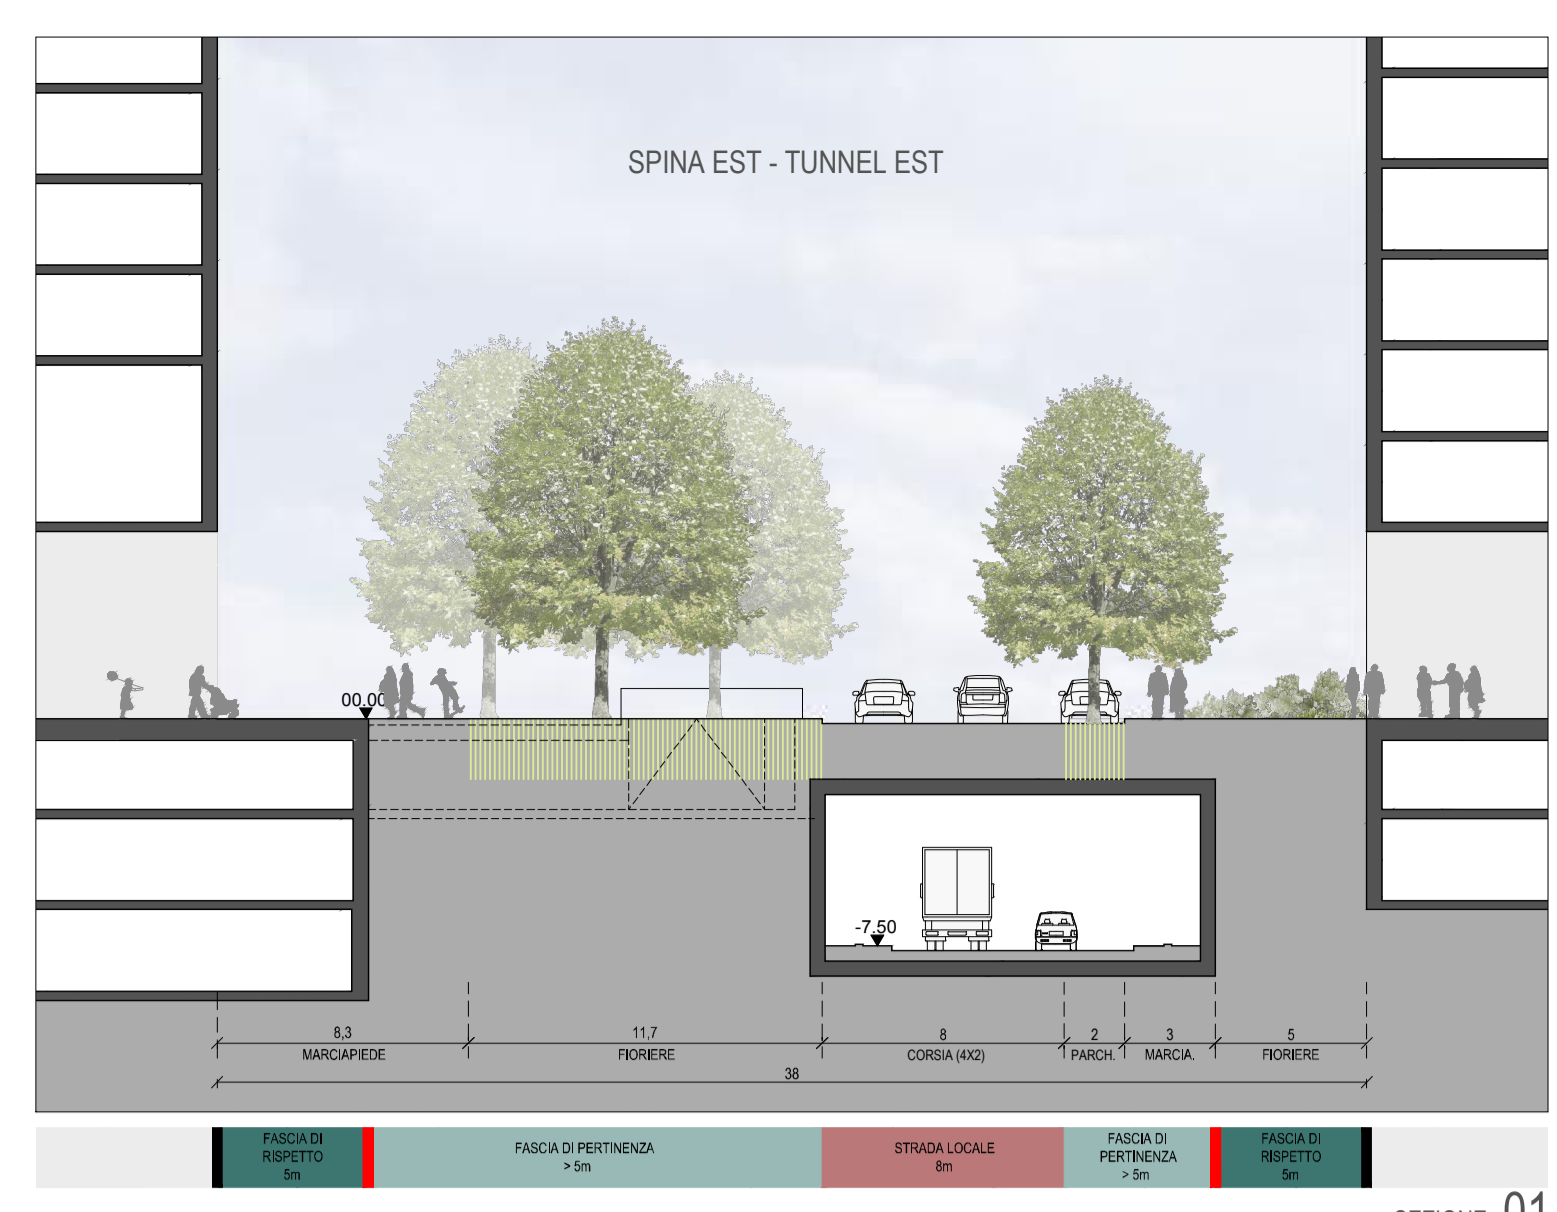 SPINA EST - TUNNEL EST
00.00
-7.50
8,3 11,7 8 2 3 5
MARCIAPIEDE FIORIERE CORSIA (4X2) PARCH. MARCIA. FIORIERE
38
FASCIA DI
RISPETTO
5m
FASCIA DI PERTINENZA
> 5m
STRADA LOCALE
8m
FASCIA DI
PERTINENZA
> 5m
FASCIA DI
RISPETTO
5m
SEZIONE 01